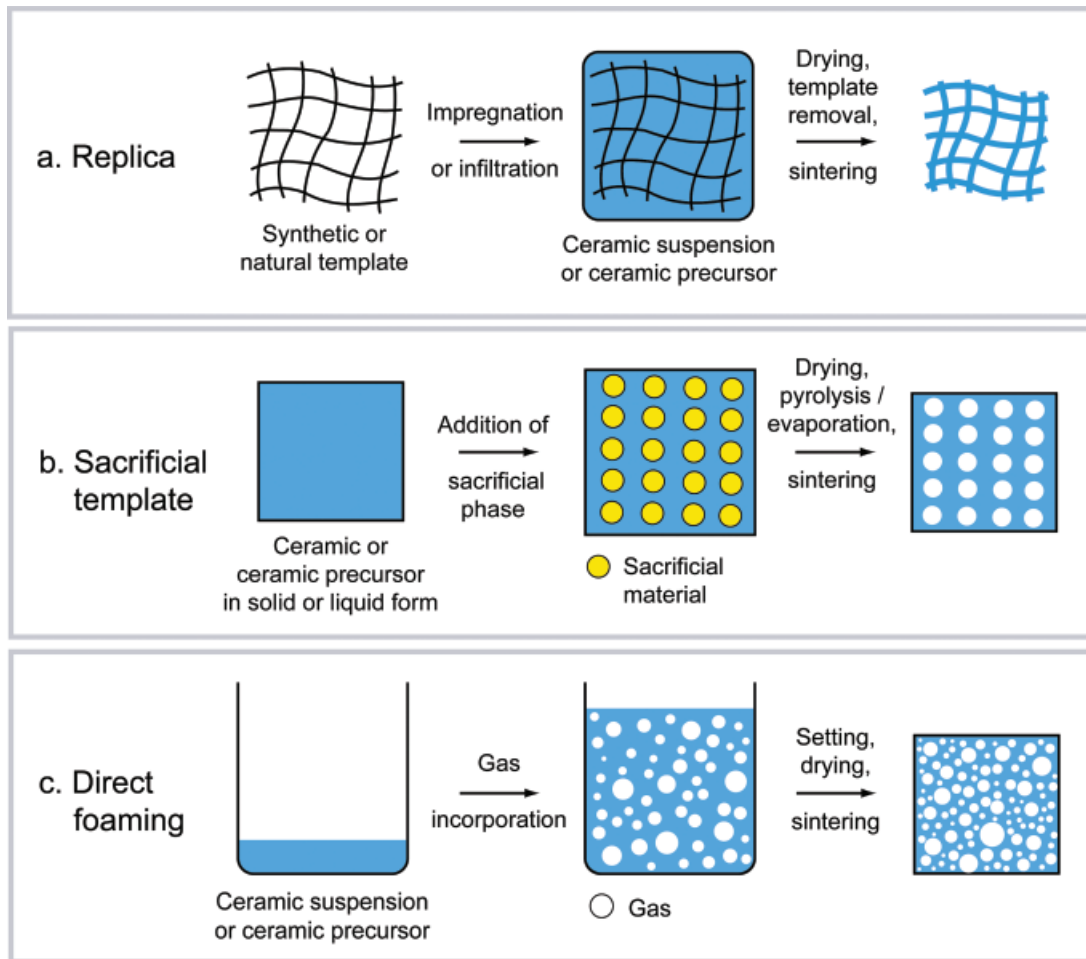 a. Replica
Synthetic or
natural template
Impregnation
or infiltration
Ceramic suspension
or ceramic precursor
Drying,
template
removal,
sintering
b. Sacrificial
template
Ceramic or
ceramic precursor
in solid or liquid form
Addition of
sacrificial
phase
Sacrificial
material
Drying,
pyrolysis /
evaporation,
sintering
c. Direct
foaming
Ceramic suspension
or ceramic precursor
Gas
incorporation
Gas
Setting,
drying,
sintering